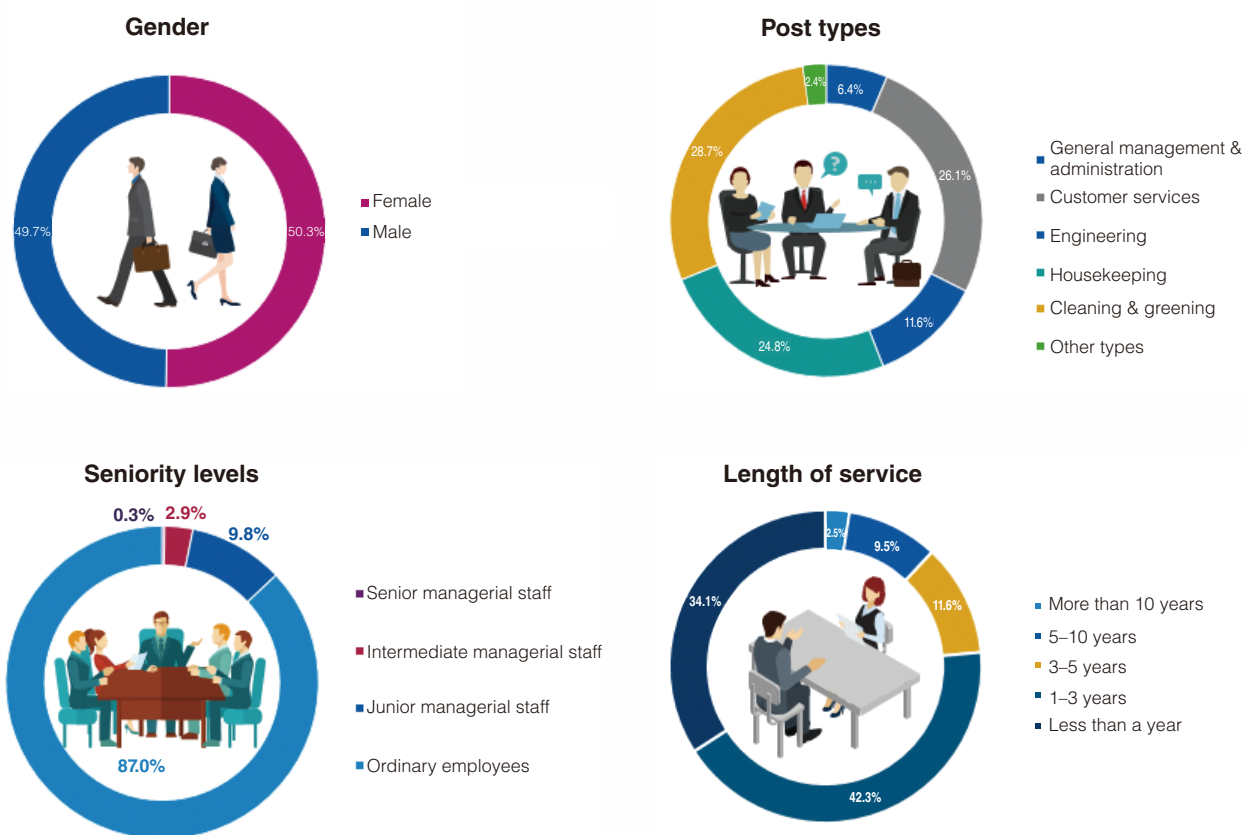 Gender
49.7%
50.3%
Female
Male
Post types
2.4%
6.4%
28.7%
26.1%
11.6%
24.8%
General management &
administration
Customer services
Engineering
Housekeeping
Cleaning & greening
Other types
Seniority levels
0.3%
2.9%
9.8%
87.0%
Senior managerial staff
Intermediate managerial staff
Junior managerial staff
Ordinary employees
Length of service
2.5%
9.5%
34.1%
11.6%
42.3%
More than 10 years
5–10 years
3–5 years
1–3 years
Less than a year